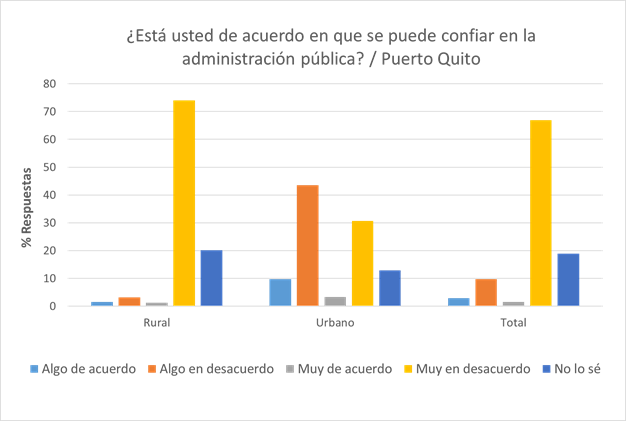 ¿Está usted de acuerdo en que se puede confiar en la
administración pública? / Puerto Quito
80
70
60
50
40
30
20
10
0
% Respuestas
Rural Urbano Total
Algo de acuerdo Algo en desacuerdo Muy de acuerdo Muy en desacuerdo No lo sé